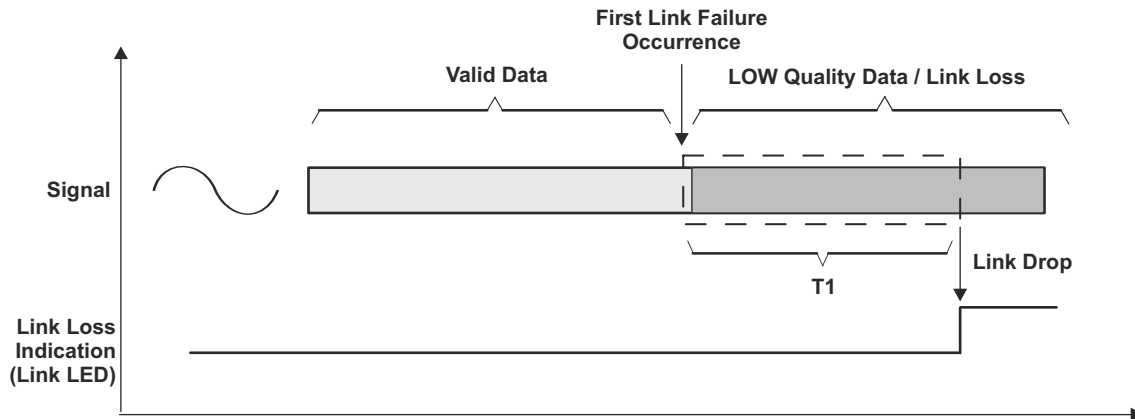 First Link Failure
Occurrence
Valid Data
LOW Quality Data / Link Loss
Signal
T1
Link Drop
Link Loss
Indication
(Link LED)